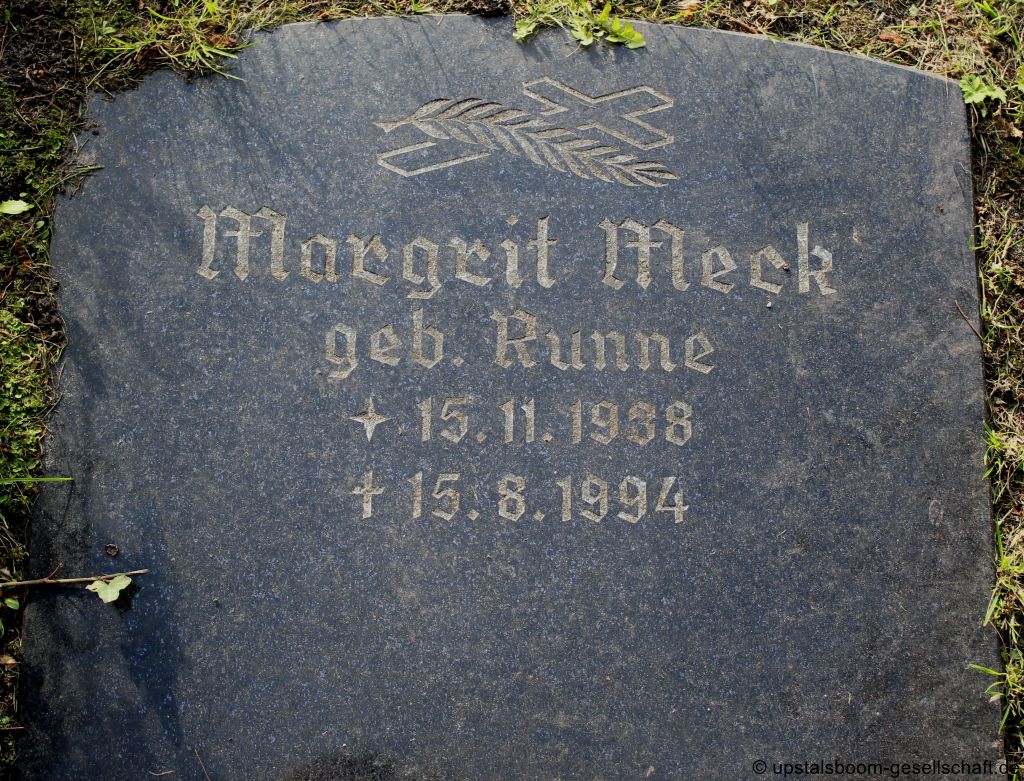 Margrit Meck
geb. Runne
✦ 15. 11. 1938
† 15. 8. 1994
© upstalsboom-gesellschaft.de